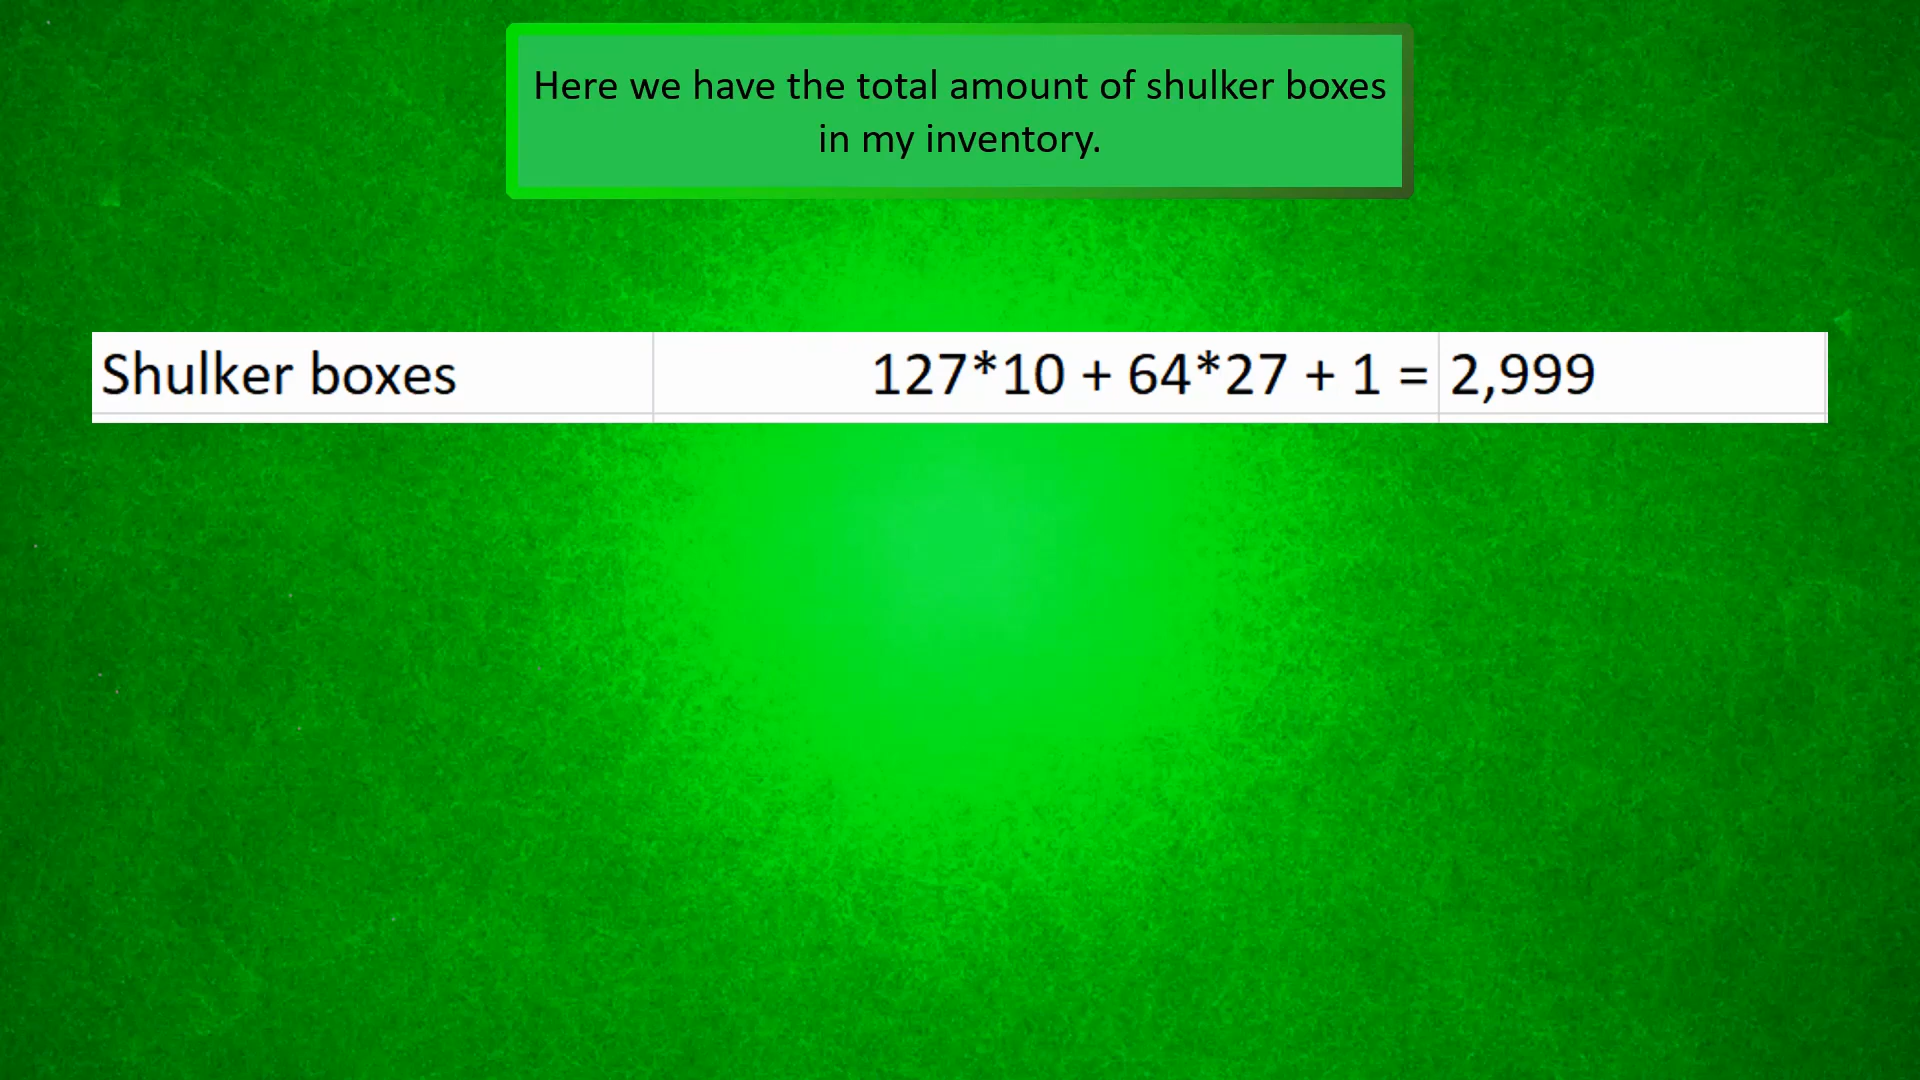 Here we have the total amount of shulker boxes
in my inventory.
Shulker boxes 127*10 + 64*27 + 1 = 2,999